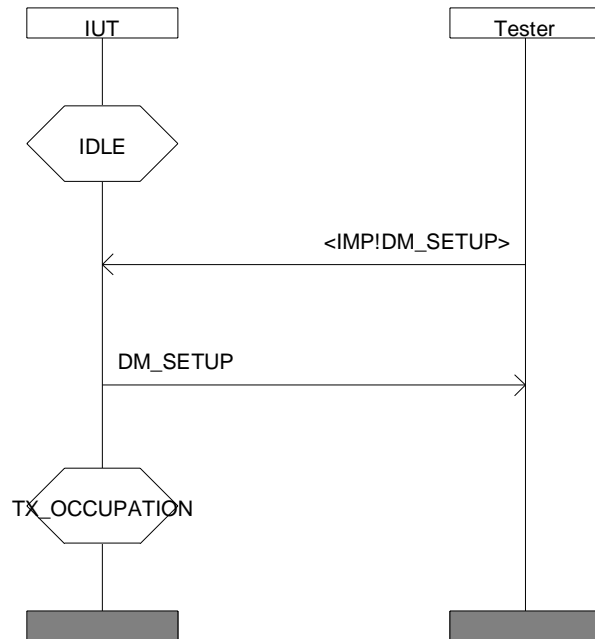 IUT
Tester
IDLE
<IMP!DM_SETUP>
DM_SETUP
TX_OCCUPATION